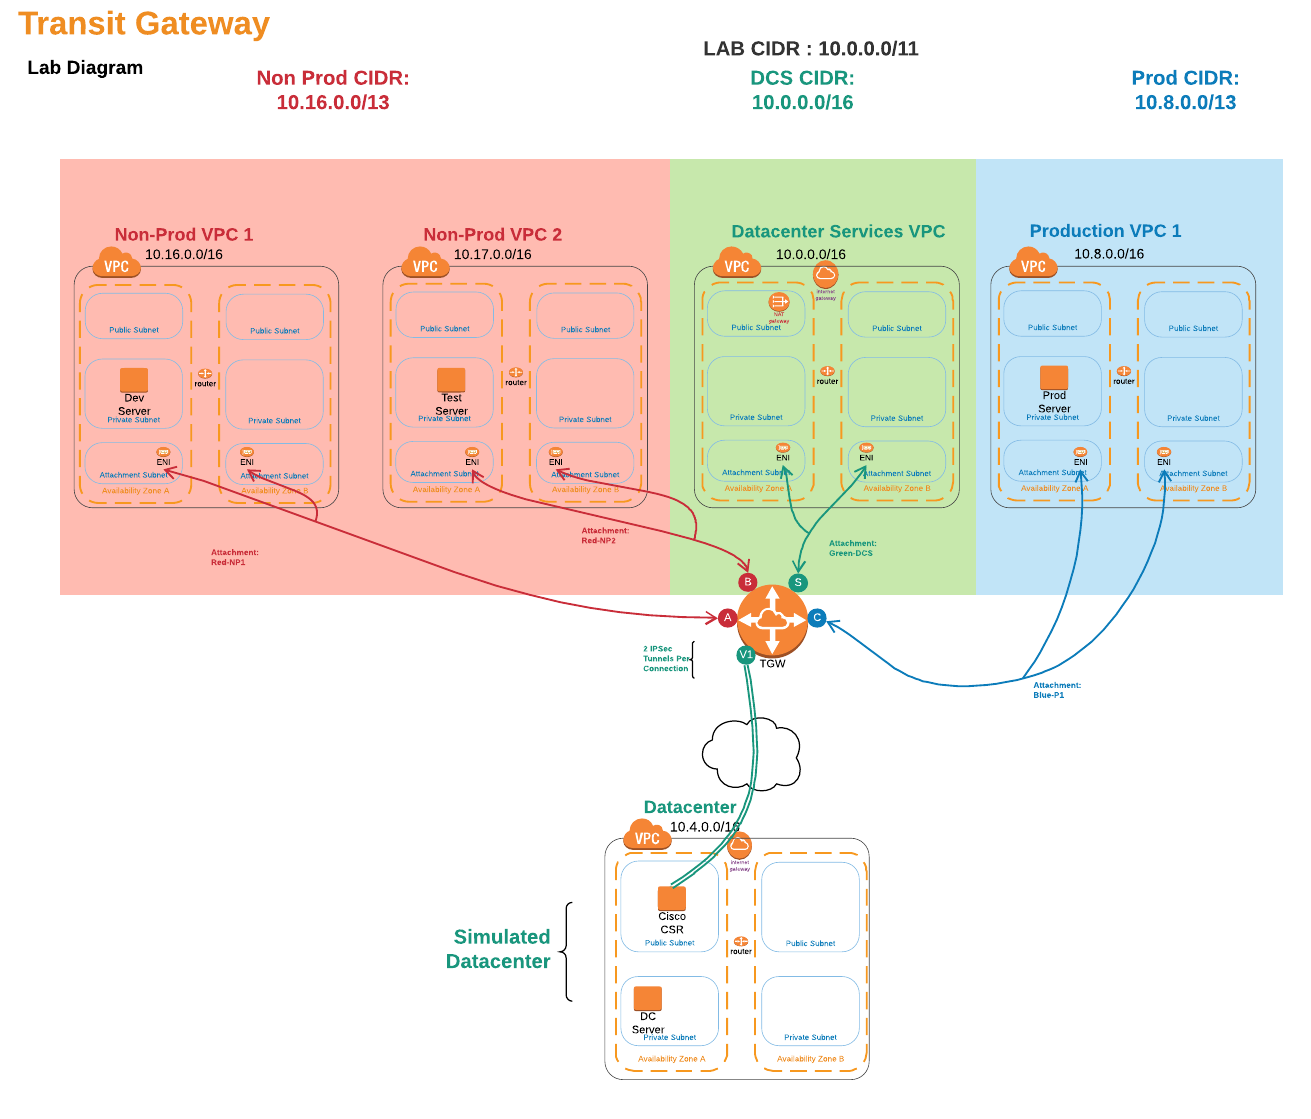 Transit Gateway
Lab Diagram
LAB CIDR : 10.0.0.0/11
Non Prod CIDR:
10.16.0.0/13
DCS CIDR:
10.0.0.0/16
Prod CIDR:
10.8.0.0/13
Non-Prod VPC 1
10.16.0.0/16
VPC
Public Subnet
Public Subnet
Dev
Server
Private Subnet
router
Private Subnet
ENI
Attachment Subnet
Availability Zone A
ENI
Attachment Subnet
Availability Zone B
Attachment:
Red-NP1
Non-Prod VPC 2
10.17.0.0/16
VPC
Public Subnet
Public Subnet
Test
Server
Private Subnet
router
Private Subnet
ENI
Attachment Subnet
Availability Zone A
ENI
Attachment Subnet
Availability Zone B
Attachment:
Red-NP2
Datacenter Services VPC
10.0.0.0/16
VPC
Internet
gateway
NAT
gateway
Public Subnet
Public Subnet
router
Private Subnet
Private Subnet
ENI
Attachment Subnet
Availability Zone A
ENI
Attachment Subnet
Availability Zone B
Attachment:
Green-DCS
Production VPC 1
10.8.0.0/16
VPC
Public Subnet
Public Subnet
Prod
Server
Private Subnet
router
Private Subnet
ENI
Attachment Subnet
Availability Zone A
ENI
Attachment Subnet
Availability Zone B
B
S
A
C
V1
TGW
2 IPSec
Tunnels Per
Connection
Attachment:
Blue-P1
Datacenter
10.4.0.0/16
VPC
Internet
gateway
Cisco
CSR
Public Subnet
Public Subnet
router
Simulated
Datacenter
DC
Server
Private Subnet
Private Subnet
Availability Zone A
Availability Zone B